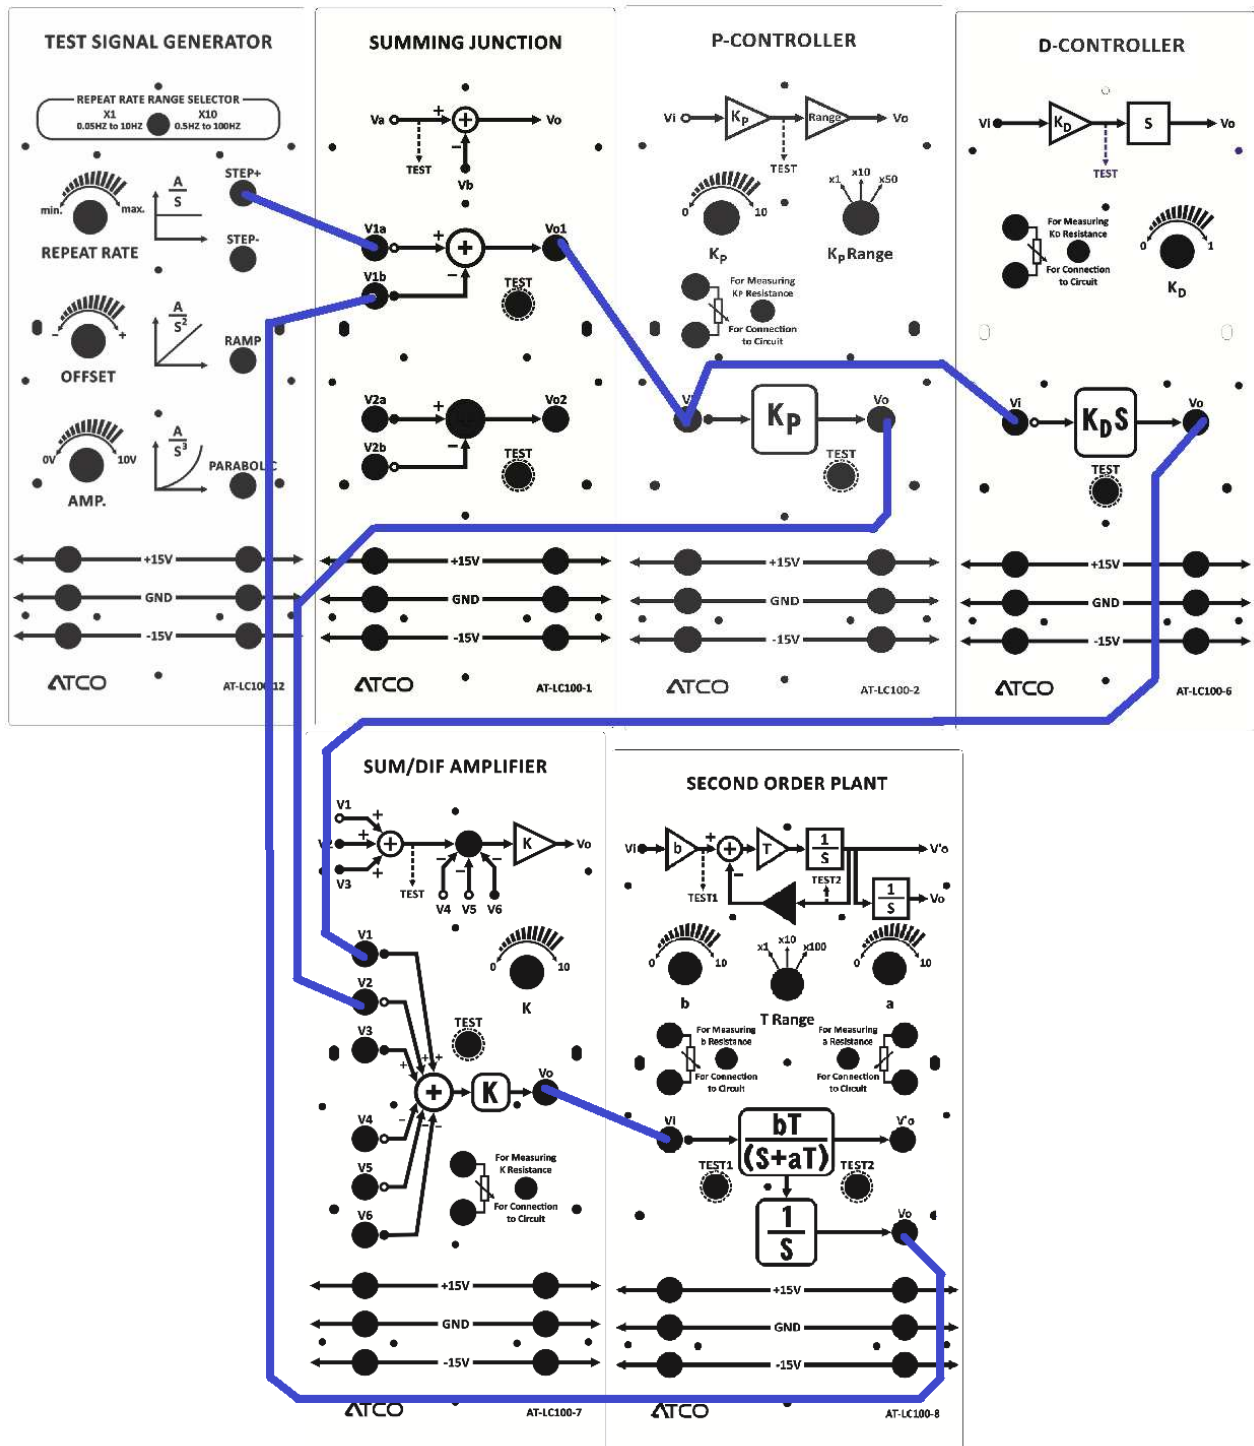 TEST SIGNAL GENERATOR
REPEAT RATE RANGE SELECTOR
X1
X10
0.05HZ to 10HZ
0.5HZ to 100HZ
min.
max.
REPEAT RATE
A
S
STEP+
STEP-
-
+
OFFSET
A
S²
RAMP
0V
10V
AMP.
A
S³
PARABOLIC
+15V
GND
-15V
ATCO
AT-LC100-12
SUMMING JUNCTION
Va
+
+
Vo
-
TEST
Vb
V1a
+
+
Vo1
V1b
-
TEST
V2a
+
Vo2
V2b
-
TEST
+15V
GND
-15V
ATCO
AT-LC100-1
P-CONTROLLER
Vi
KP
Range
Vo
TEST
0
10
KP
x1
x10
x50
KP Range
For Measuring
KP Resistance
For Connection
to Circuit
KP
Vo
TEST
+15V
GND
-15V
ATCO
AT-LC100-2
D-CONTROLLER
Vi
KD
S
Vo
TEST
For Measuring
KD Resistance
For Connection
to Circuit
0
1
KD
Vi
KDS
Vo
TEST
+15V
GND
-15V
ATCO
AT-LC100-6
SUM/DIF AMPLIFIER
V1
+
V2
+
+
V3
+
TEST
-
-
-
V4
V5
V6
K
Vo
V1
V2
V3
0
10
K
TEST
+
+
+
+
K
Vo
-
-
-
V4
V5
V6
For Measuring
K Resistance
For Connection
to Circuit
+15V
GND
-15V
ATCO
AT-LC100-7
SECOND ORDER PLANT
Vi
b
+
+
-
T
1
S
V'o
TEST1
TEST2
1
S
Vo
0
10
b
x1
x10
x100
T Range
0
10
a
For Measuring
b Resistance
For Connection
to Circuit
For Measuring
a Resistance
For Connection
to Circuit
Vi
bT
(S+aT)
V'o
TEST1
TEST2
1
S
Vo
+15V
GND
-15V
ATCO
AT-LC100-8